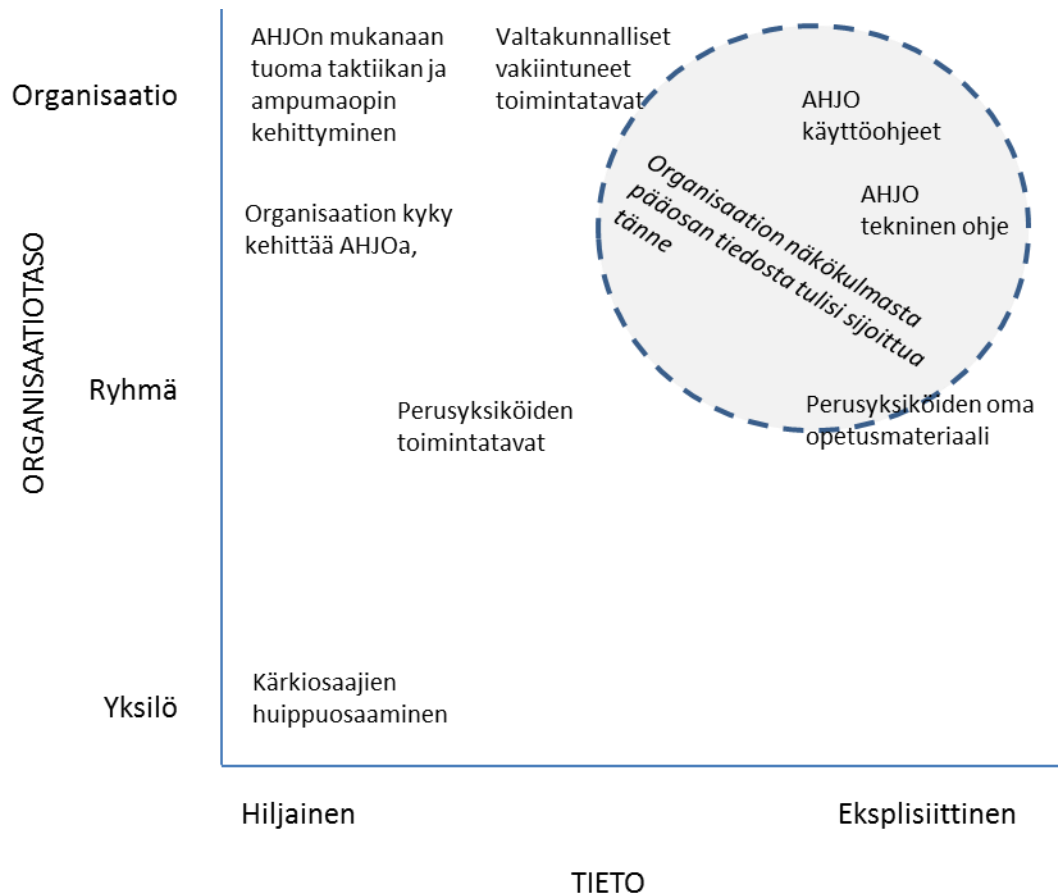 AHJOn mukanaan
tuoma taktiikan ja
ampumaopin
kehittyminen
Valtakunnalliset
vakiintuneet
toimintatavat
Organisaatio
AHJO
käyttöohjeet
Organisaation näkökulmasta
pääosan tiedosta tulisi sijoittua
tänne
AHJO
tekninen ohje
Organisaation kyky
kehittää AHJOa,
ORGANISAATIOTASO
Ryhmä
Perusyksiköiden
toimintatavat
Perusyksiköiden oma
opetusmateriaali
Yksilö
Kärkiosaajien
huippuosaaminen
Hiljainen
Eksplisiittinen
TIETO